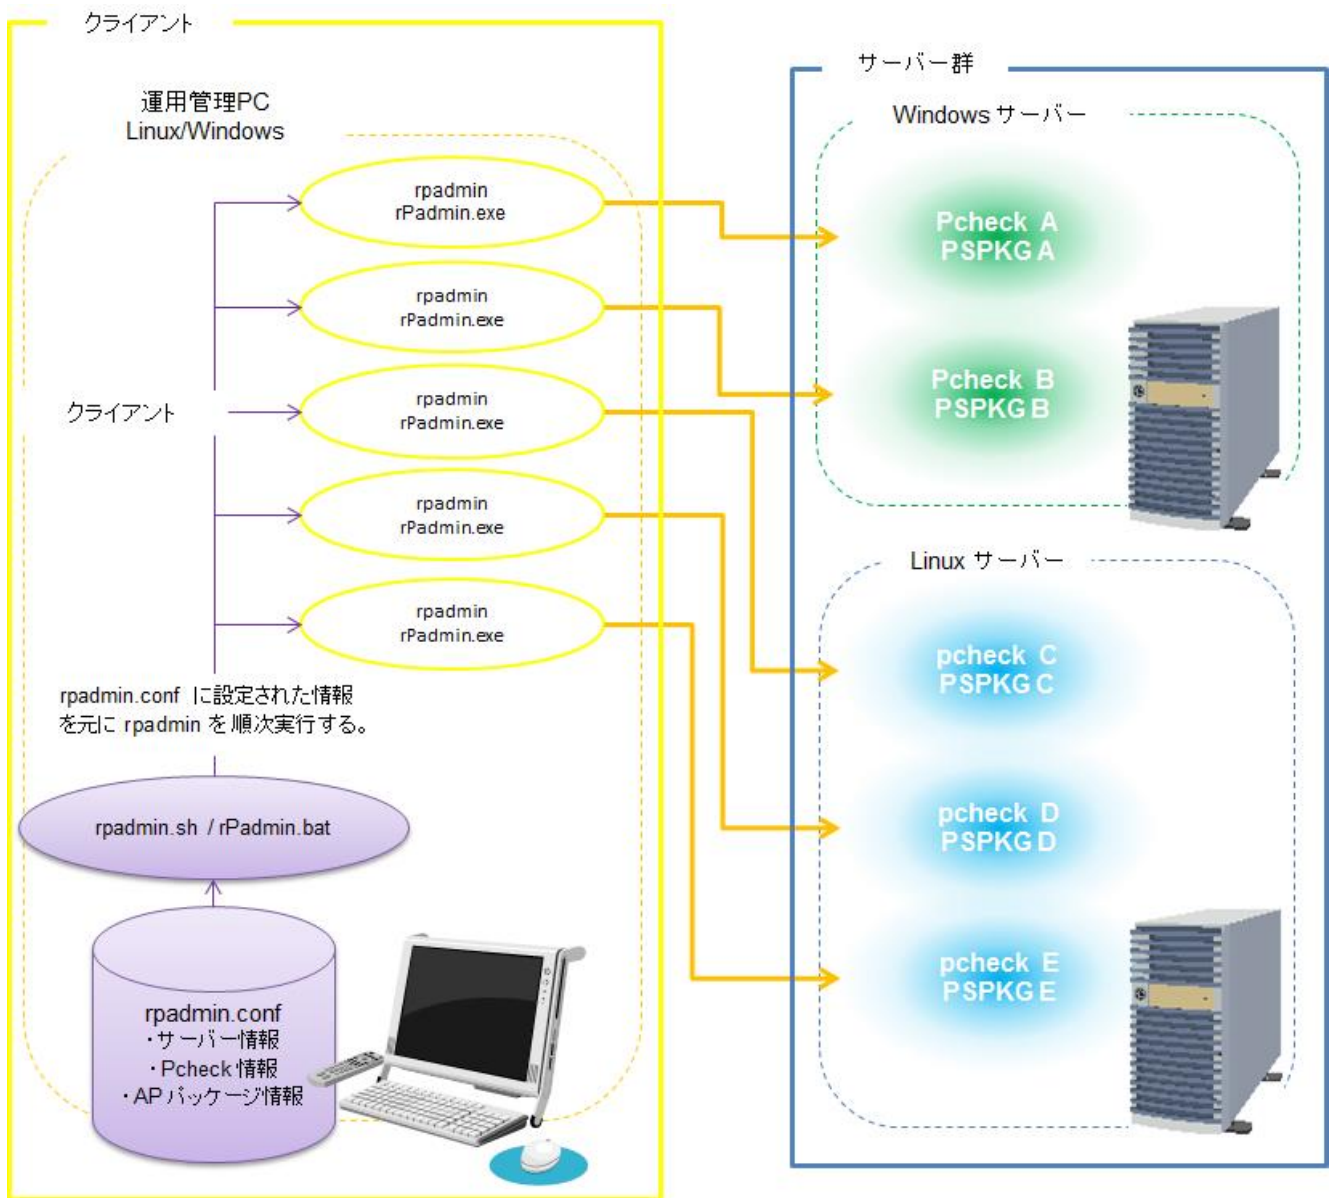 クライアント
運用管理PC
Linux/Windows
rpadmin
rPadmin.exe
rpadmin
rPadmin.exe
クライアント
rpadmin
rPadmin.exe
rpadmin
rPadmin.exe
rpadmin
rPadmin.exe
rpadmin.conf に設定された情報
を元に rpadmin を順次実行する。
rpadmin.sh / rPadmin.bat
rpadmin.conf
・サーバー情報
・Pcheck 情報
・AP パッケージ情報
サーバー群
Windows サーバー
Pcheck A
PSPKG A
Pcheck B
PSPKG B
Linux サーバー
pcheck C
PSPKG C
pcheck D
PSPKG D
pcheck E
PSPKG E